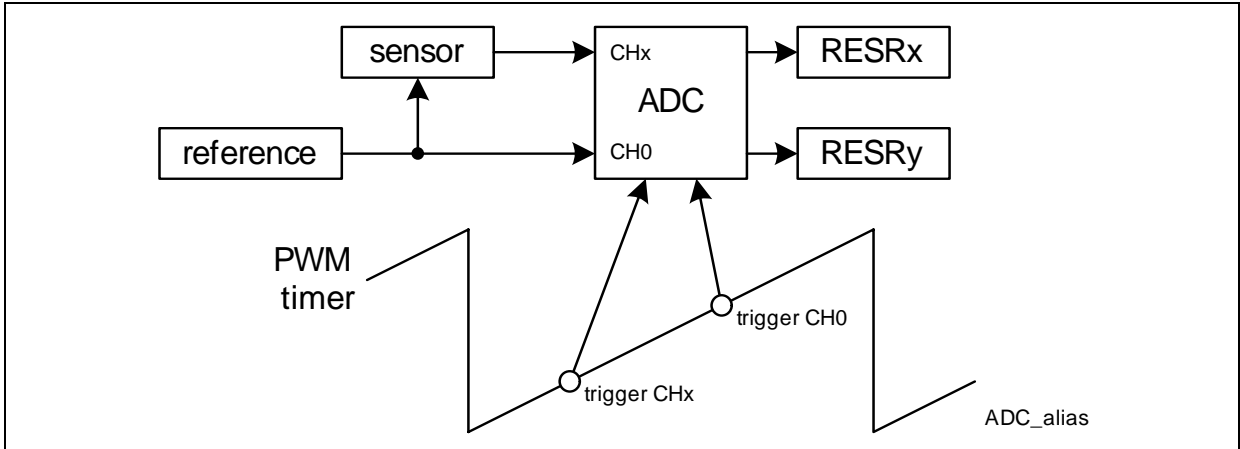 sensor
CHx
RESRx
ADC
reference
CH0
RESRy
PWM
timer
trigger CH0
trigger CHx
ADC_alias